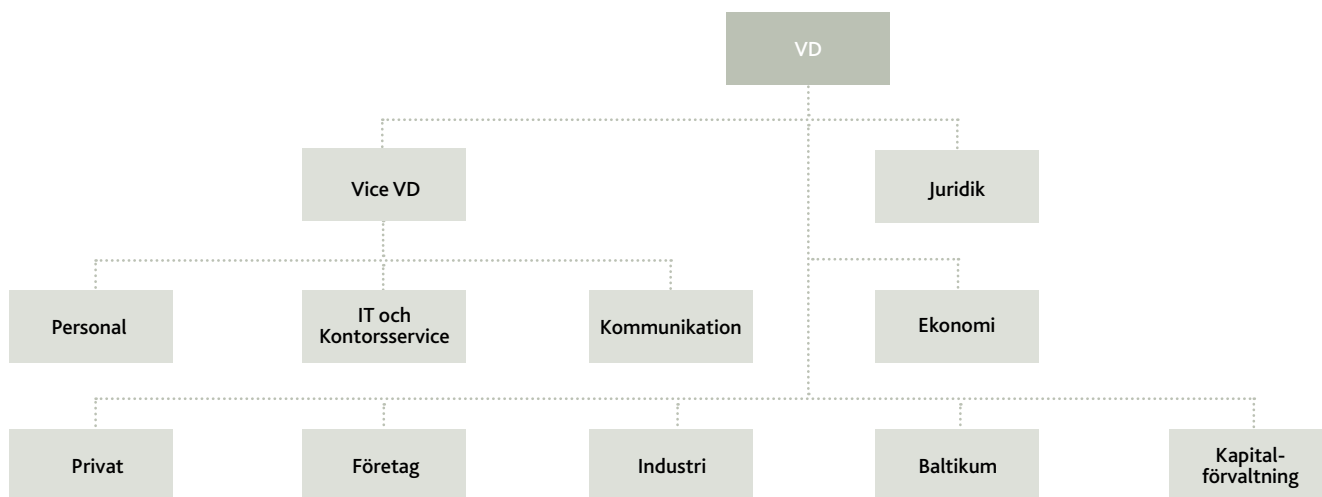 VD
Vice VD
Juridik
Personal
IT och
Kontorsservice
Kommunikation
Ekonomi
Privat
Företag
Industri
Baltikum
Kapital-
förvaltning